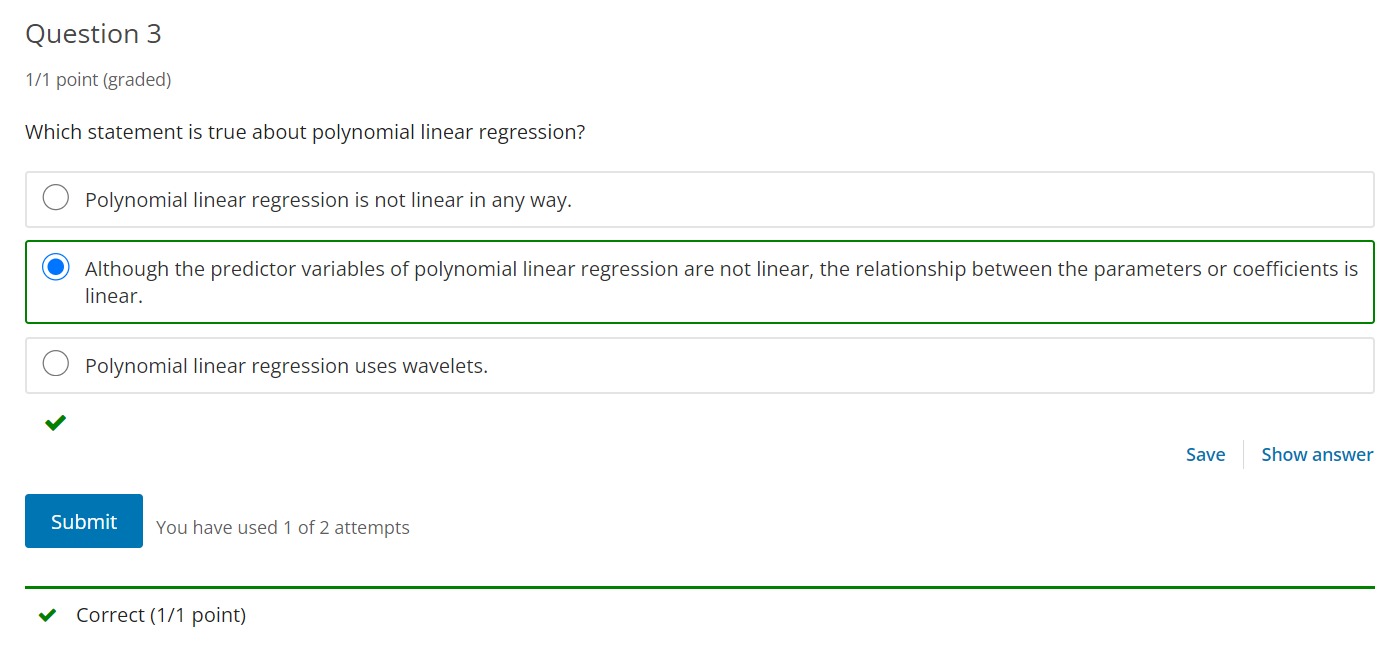 Question 3
1/1 point (graded)
Which statement is true about polynomial linear regression?
Polynomial linear regression is not linear in any way.
Although the predictor variables of polynomial linear regression are not linear, the relationship between the parameters or coefficients is
linear.
Polynomial linear regression uses wavelets.
Save
Show answer
Submit
You have used 1 of 2 attempts
Correct (1/1 point)